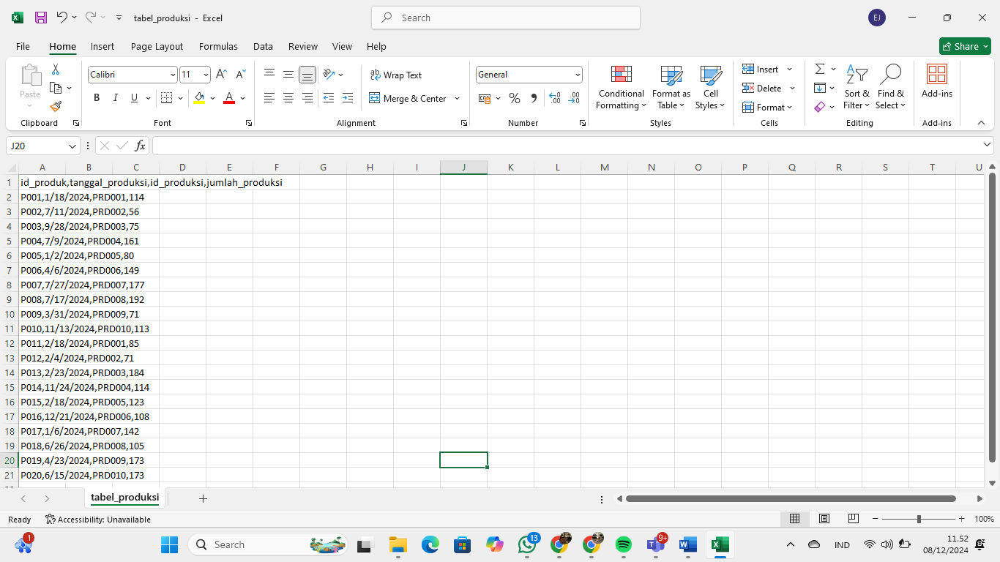 tabel_produksi - Excel
Search
EJ
File Home Insert Page Layout Formulas Data Review View Help
Share
Paste
Clipboard
Calibri 11
B I U
Font
Wrap Text
Merge & Center
Alignment
General
Number
Conditional Formatting
Format as Table
Cell Styles
Styles
Insert
Delete
Format
Cells
Sort & Filter
Find & Select
Editing
Add-ins
Add-ins
J20
fx
A B C D E F G H I J K L M N O P Q R S T U
1 id_produk,tanggal_produksi,id_produksi,jumlah_produksi
2 P001,1/18/2024,PRD001,114
3 P002,7/11/2024,PRD002,56
4 P003,9/28/2024,PRD003,75
5 P004,7/9/2024,PRD004,161
6 P005,1/2/2024,PRD005,80
7 P006,4/6/2024,PRD006,149
8 P007,7/27/2024,PRD007,177
9 P008,7/17/2024,PRD008,192
10 P009,3/31/2024,PRD009,71
11 P010,11/13/2024,PRD010,113
12 P011,2/18/2024,PRD001,85
13 P012,2/4/2024,PRD002,71
14 P013,2/23/2024,PRD003,184
15 P014,11/24/2024,PRD004,114
16 P015,2/18/2024,PRD005,123
17 P016,12/21/2024,PRD006,108
18 P017,1/6/2024,PRD007,142
19 P018,6/26/2024,PRD008,105
20 P019,4/23/2024,PRD009,173
21 P020,6/15/2024,PRD010,173
tabel_produksi
Ready
Accessibility: Unavailable
100%
1
Search
13
9+
IND
11.52
08/12/2024